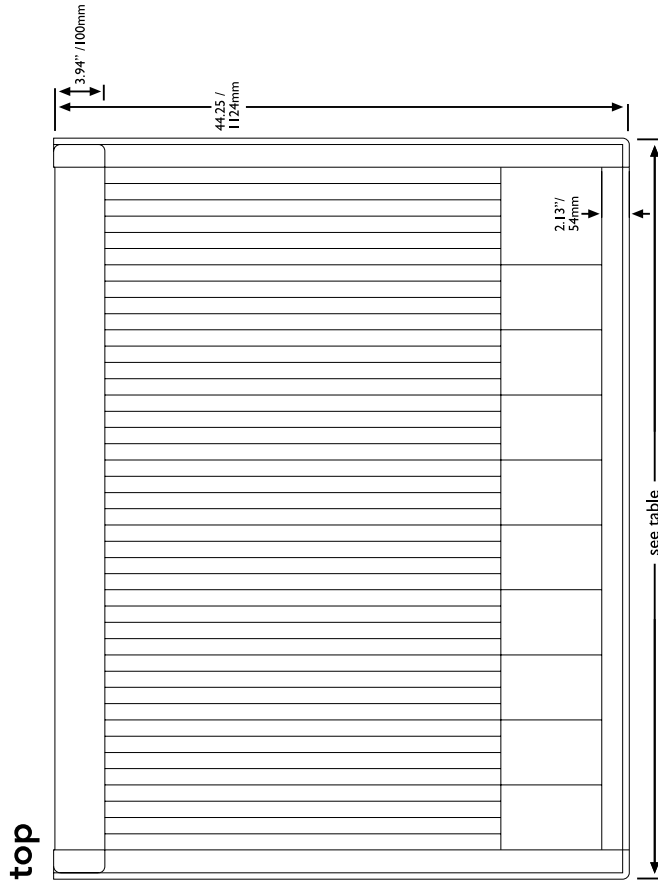 top
3.94” /100mm
44.25 /
1124mm
2.13”/
54mm
see table